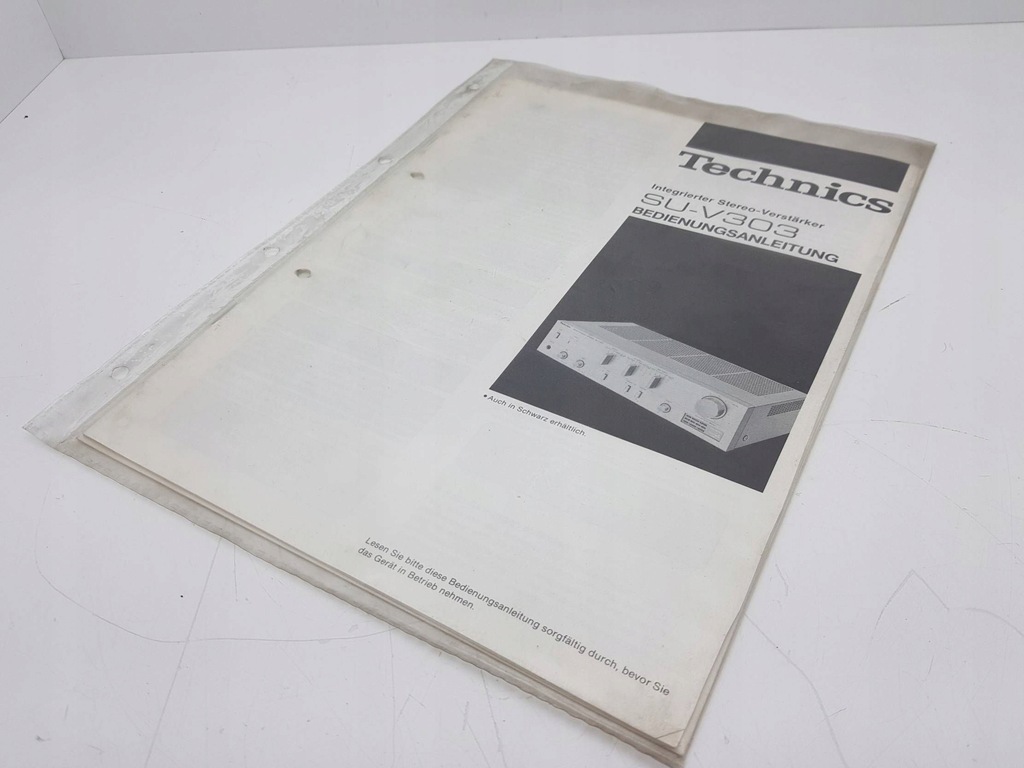 Technics
Integrierter Stereo-Verstärker
SU-V303
BEDIENUNGSANLEITUNG
• Auch in Schwarz erhältlich.
Lesen Sie bitte diese Bedienungsanleitung sorgfältig durch, bevor Sie
das Gerät in Betrieb nehmen.